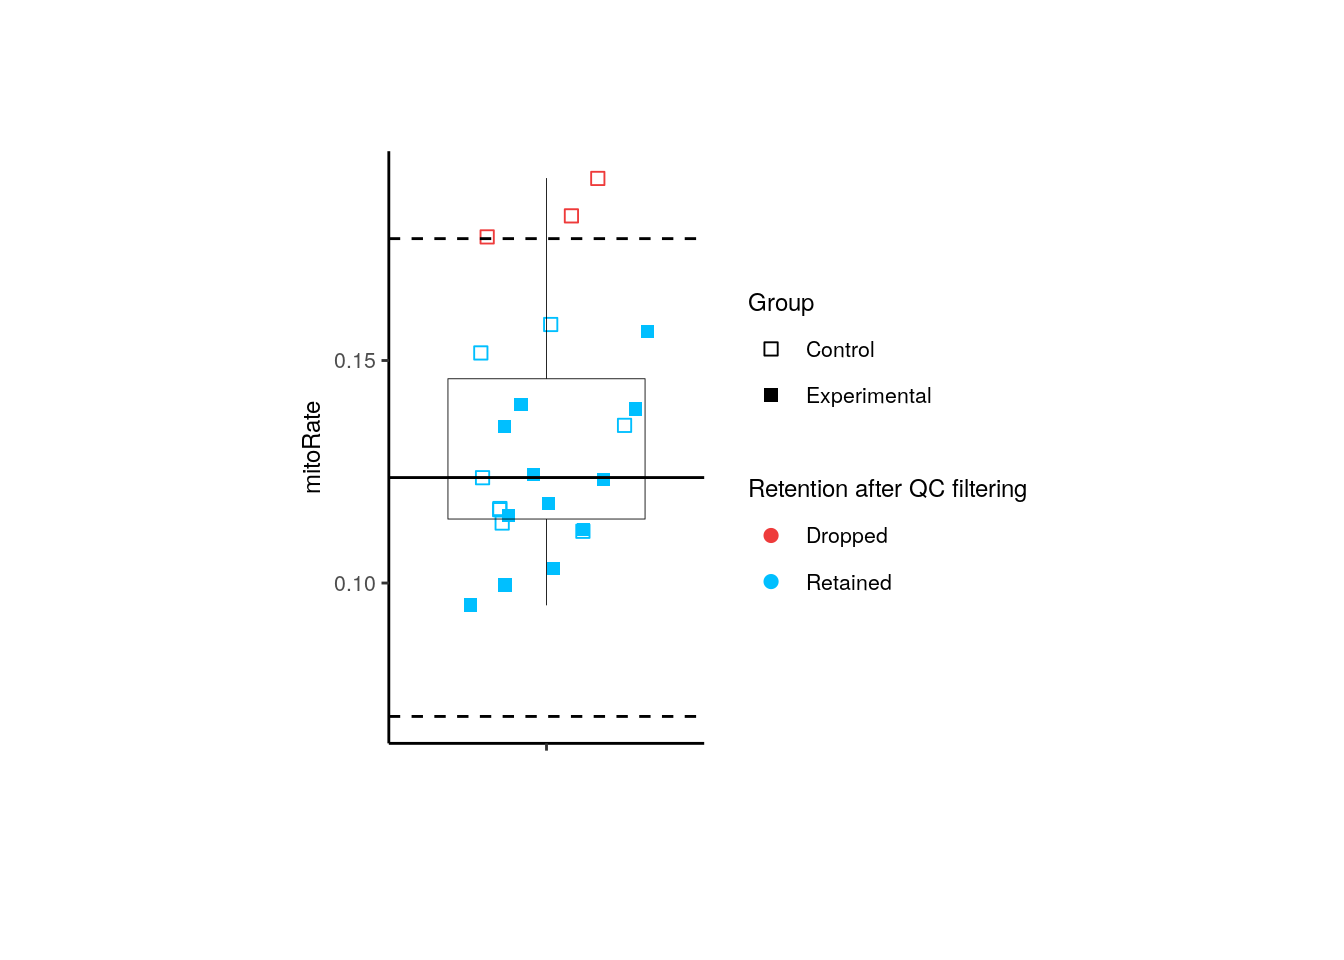 mitoRate
0.15
0.10
Group
Control
Experimental
Retention after QC filtering
Dropped
Retained